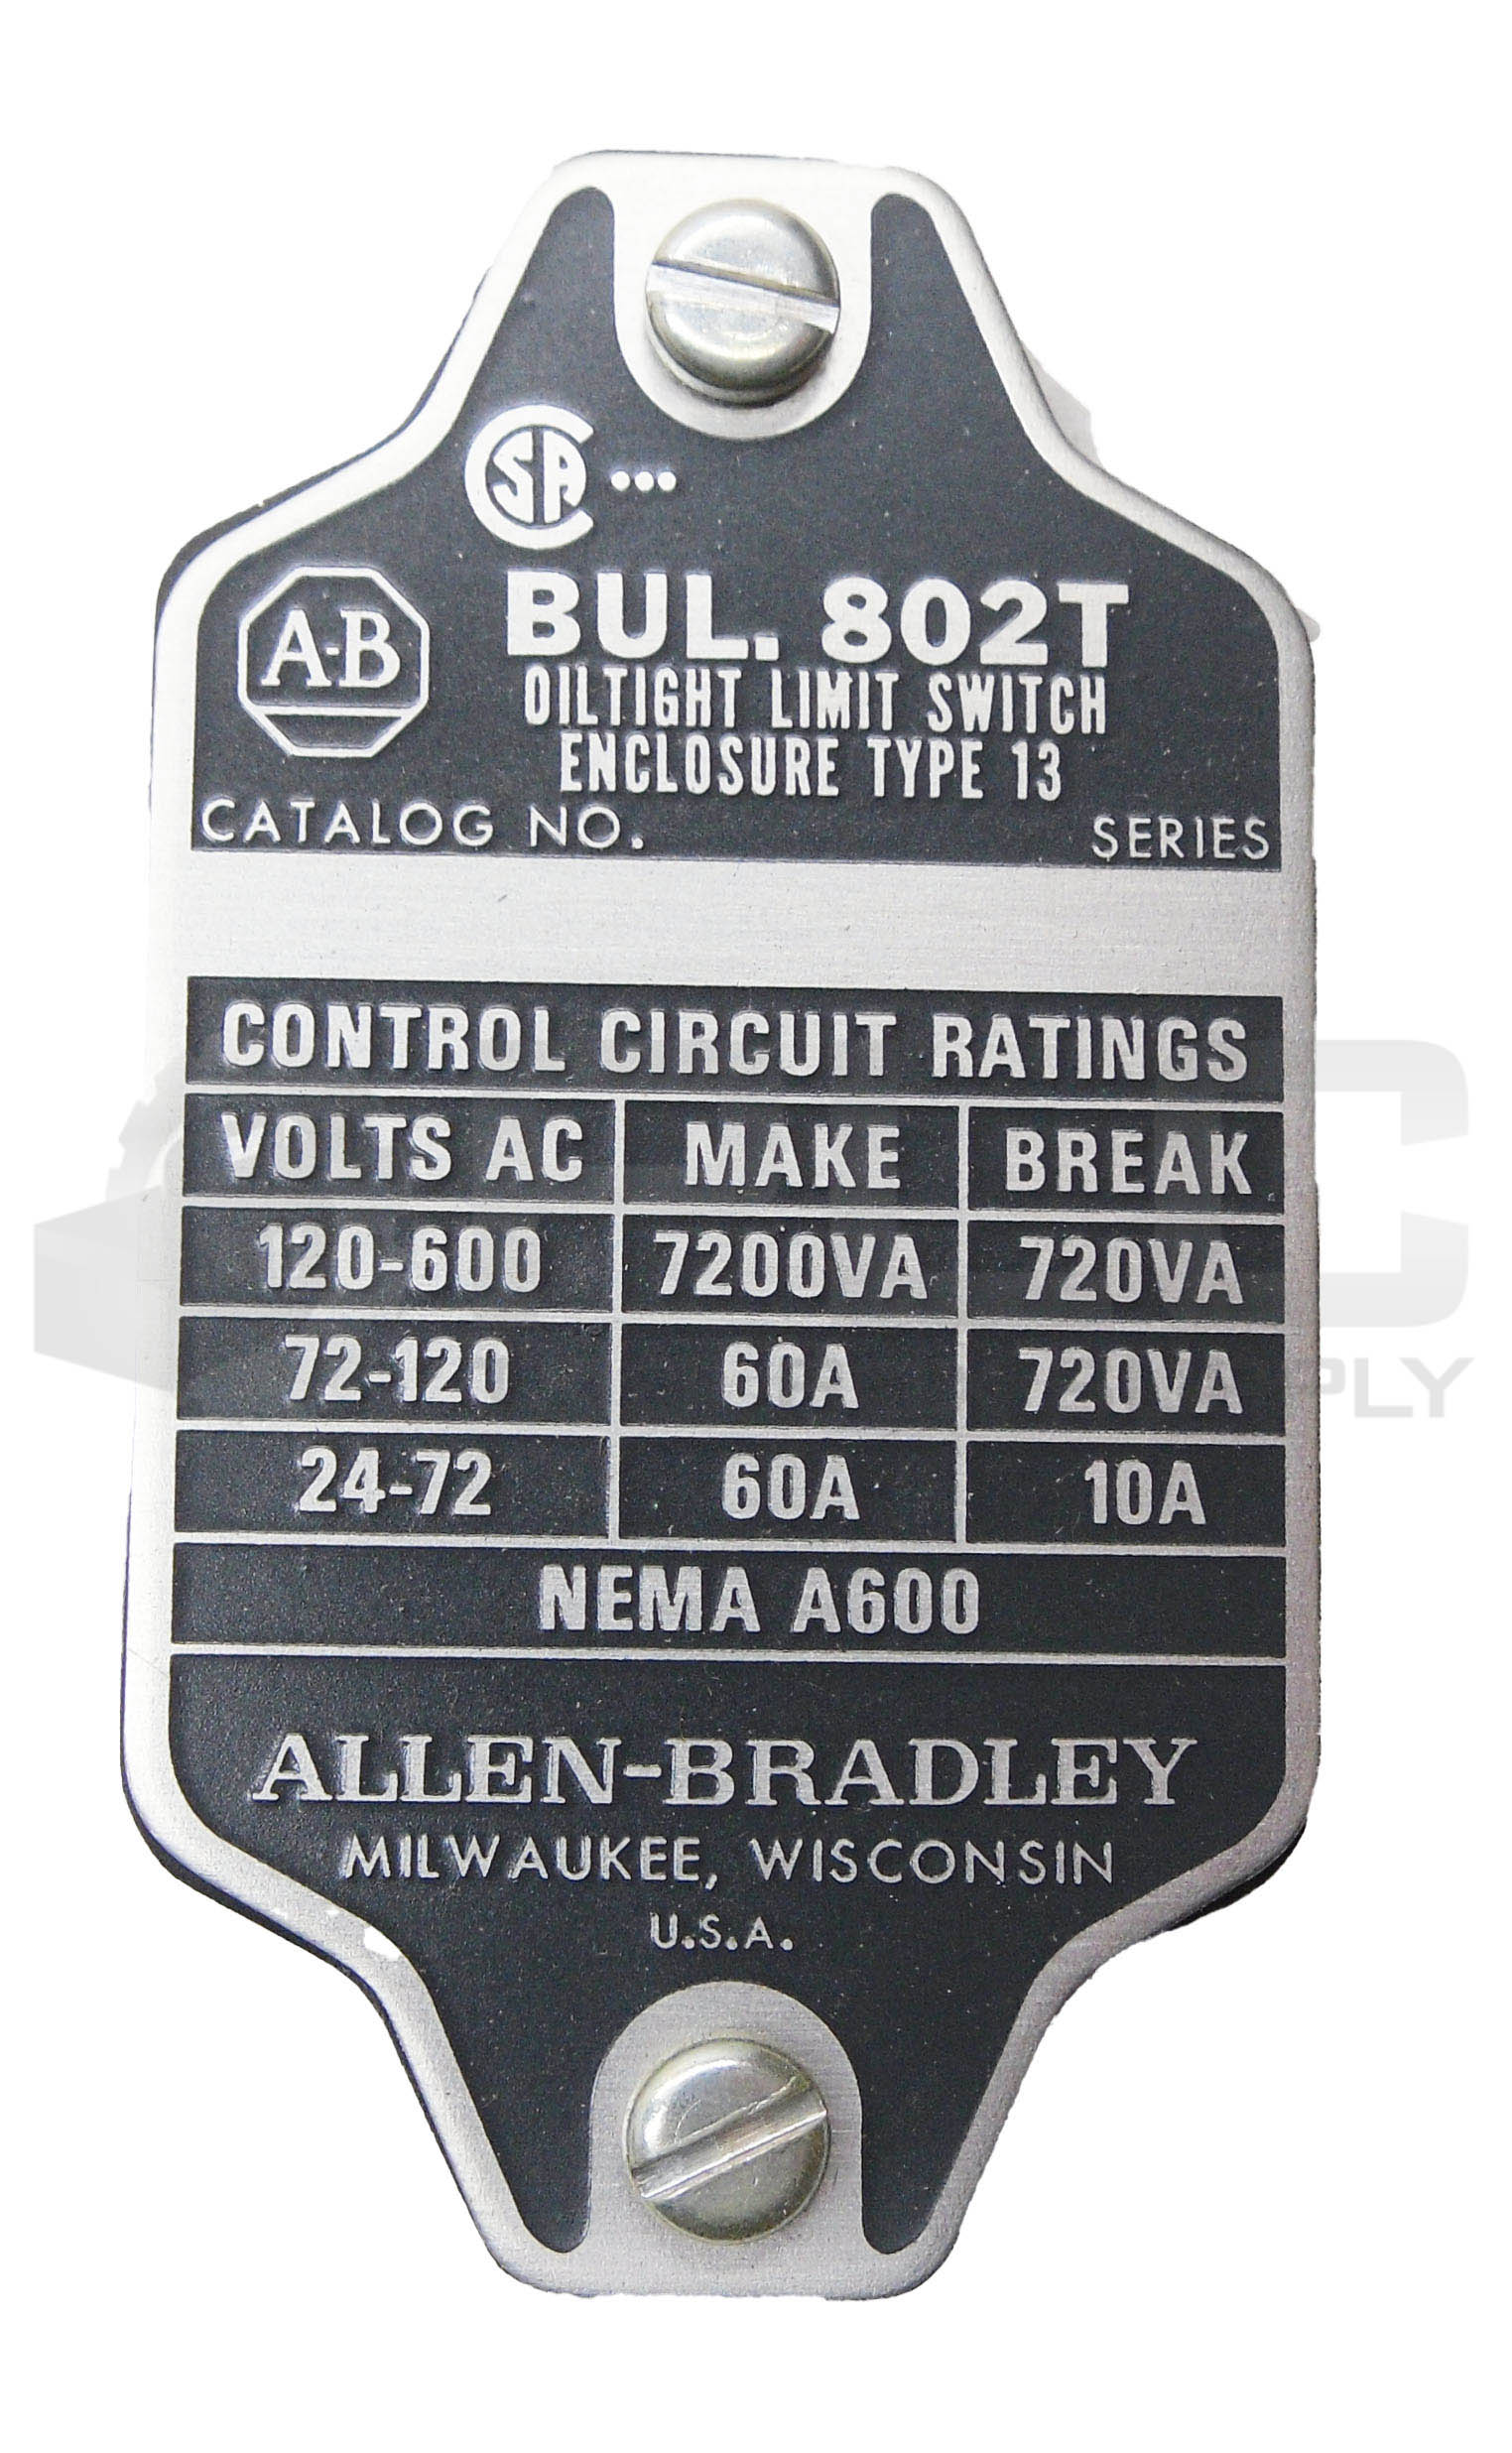 CSA ...
A-B
BUL. 802T
OILTIGHT LIMIT SWITCH
ENCLOSURE TYPE 13
CATALOG NO. SERIES
CONTROL CIRCUIT RATINGS
VOLTS AC MAKE BREAK
120-600 7200VA 720VA
72-120 60A 720VA
24-72 60A 10A
NEMA A600
ALLEN-BRADLEY
MILWAUKEE, WISCONSIN
U.S.A.